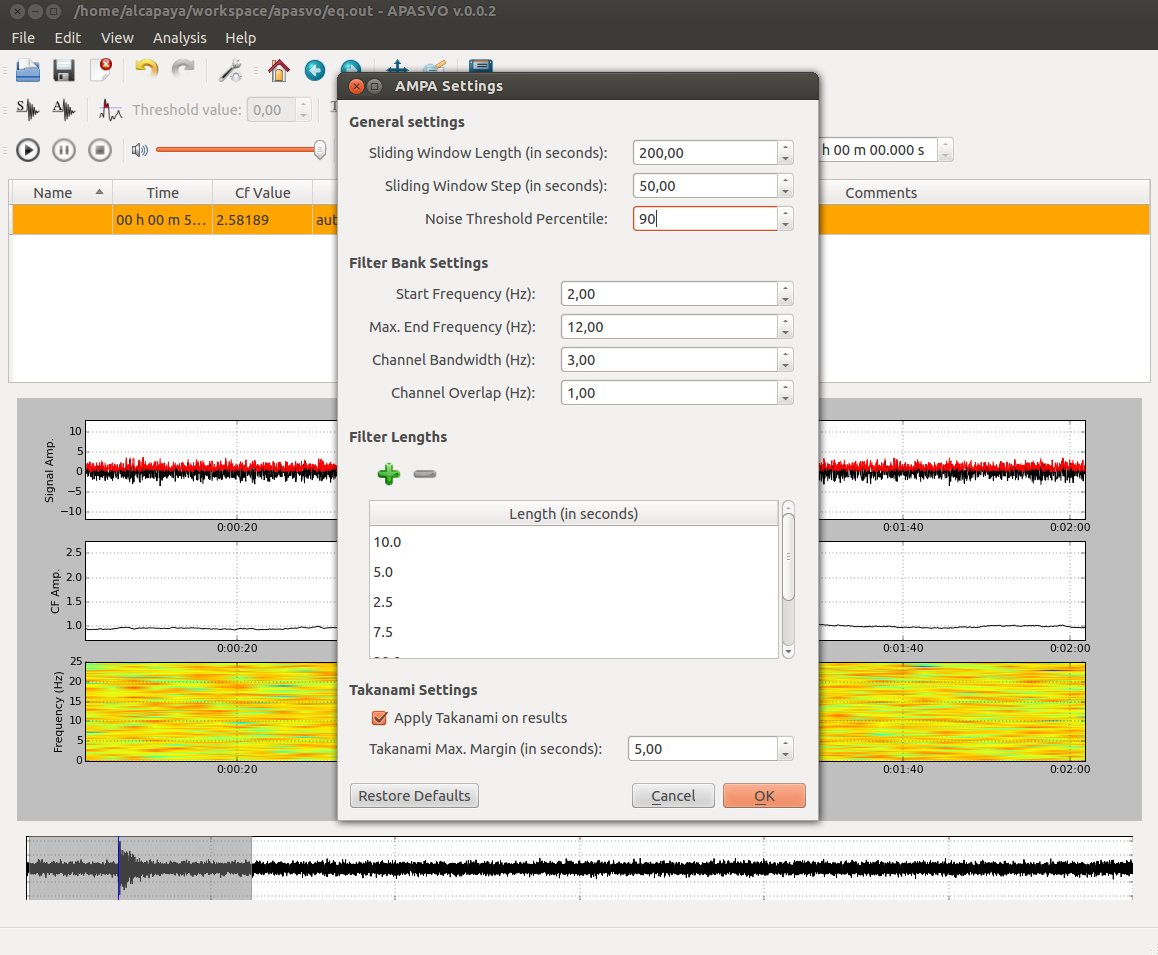 /home/alcapaya/workspace/apasvo/eq.out - APASVO v.0.0.2
File Edit View Analysis Help
S A Threshold value: 0,00
h 00 m 00.000 s
Name Time Cf Value Comments
00 h 00 m 5... 2.58189 aut
AMPA Settings
General settings
Sliding Window Length (in seconds): 200,00
Sliding Window Step (in seconds): 50,00
Noise Threshold Percentile: 90
Filter Bank Settings
Start Frequency (Hz): 2,00
Max. End Frequency (Hz): 12,00
Channel Bandwidth (Hz): 3,00
Channel Overlap (Hz): 1,00
Filter Lengths
Length (in seconds)
10.0
5.0
2.5
7.5
Takanami Settings
Apply Takanami on results
Takanami Max. Margin (in seconds): 5,00
Restore Defaults Cancel OK
Signal Amp.
10
5
0
−5
−10
0:00:20 0:01:40 0:02:00
CF Amp.
2.5
2.0
1.5
1.0
0:00:20 0:01:40 0:02:00
Frequency (Hz)
25
20
15
10
5
0
0:00:20 0:01:40 0:02:00